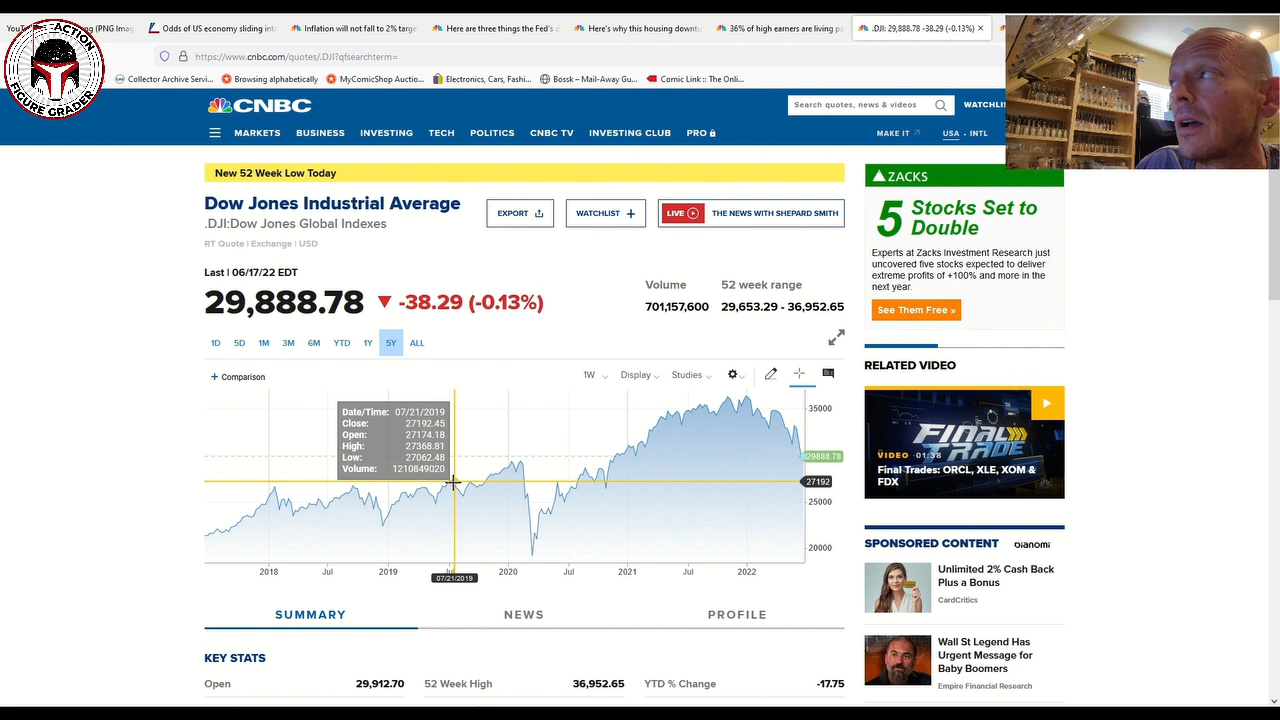 YouTu
ng (PNG Imag
Odds of US economy sliding int
Inflation will not fall to 2% targe
Here are three things the Fed's d
Here's why this housing downtu
36% of high earners are living pa
.DJI: 29,888.78 -38.29 (-0.13%)
ACTION FIGURE GRADER
https://www.cnbc.com/quotes/.DJI?qfsearchterm=
Collector Archive Servi...
Browsing alphabetically
MyComicShop Auction...
Electronics, Cars, Fashi...
Bossk – Mail-Away Gu...
Comic Link :: The Onli...
CNBC
Search quotes, news & videos
WATCHLIS
MARKETS
BUSINESS
INVESTING
TECH
POLITICS
CNBC TV
INVESTING CLUB
PRO
MAKE IT
USA • INTL
New 52 Week Low Today
Dow Jones Industrial Average
.DJI:Dow Jones Global Indexes
RT Quote | Exchange | USD
EXPORT
WATCHLIST +
LIVE
THE NEWS WITH SHEPARD SMITH
Last | 06/17/22 EDT
29,888.78 ▼ -38.29 (-0.13%)
Volume
701,157,600
52 week range
29,653.29 - 36,952.65
1D
5D
1M
3M
6M
YTD
1Y
5Y
ALL
+ Comparison
1W
Display
Studies
Date/Time: 07/21/2019
Close: 27192.45
Open: 27174.18
High: 27368.81
Low: 27062.48
Volume: 1210849020
35000
29888.78
27192
25000
20000
2018
Jul
2019
Jul
2020
Jul
2021
Jul
2022
07/21/2019
SUMMARY
NEWS
PROFILE
KEY STATS
Open
29,912.70
52 Week High
36,952.65
YTD % Change
-17.75
ZACKS
5 Stocks Set to
Double
Experts at Zacks Investment Research just
uncovered five stocks expected to deliver
extreme profits of +100% and more in the
next year.
See Them Free »
RELATED VIDEO
FINAL
TRADE
VIDEO · 01:38
Final Trades: ORCL, XLE, XOM &
FDX
SPONSORED CONTENT
bianomi
Unlimited 2% Cash Back
Plus a Bonus
CardCritics
Wall St Legend Has
Urgent Message for
Baby Boomers
Empire Financial Research